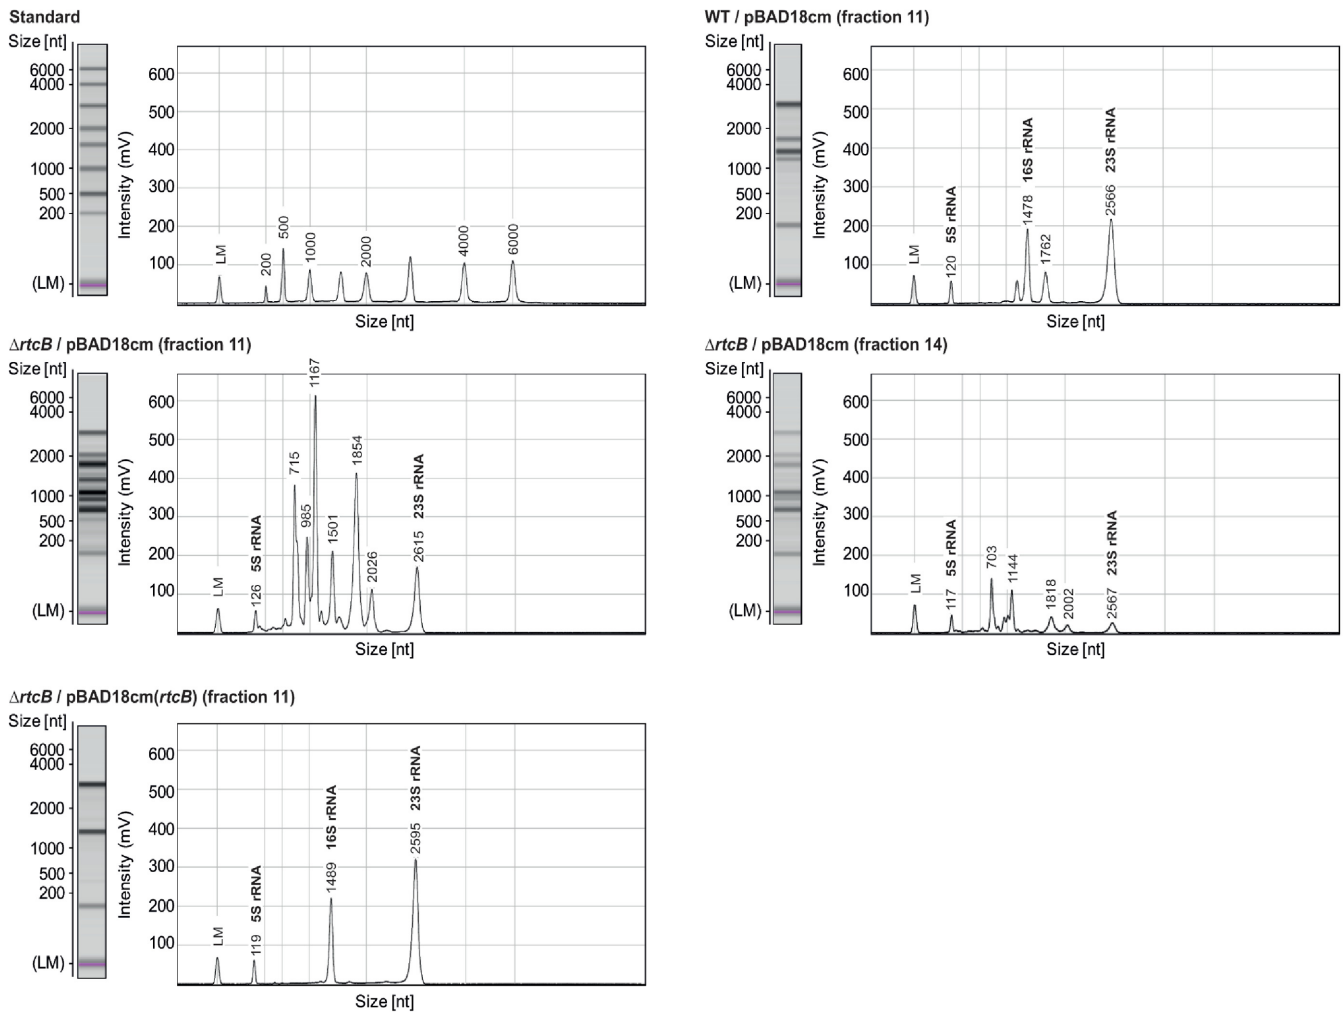 Standard
Size [nt]
6000
4000
2000
1000
500
200
(LM)
Intensity (mV)
600
500
400
300
200
100
LM
200
500
1000
2000
4000
6000
Size [nt]
WT / pBAD18cm (fraction 11)
Size [nt]
6000
4000
2000
1000
500
200
(LM)
Intensity (mV)
600
500
400
300
200
100
LM
120 5S rRNA
1478 16S rRNA
1762
2566 23S rRNA
Size [nt]
ΔrtcB / pBAD18cm (fraction 11)
Size [nt]
6000
4000
2000
1000
500
200
(LM)
Intensity (mV)
600
500
400
300
200
100
LM
126 5S rRNA
715
985
1167
1501
1854
2026
2615 23S rRNA
Size [nt]
ΔrtcB / pBAD18cm (fraction 14)
Size [nt]
6000
4000
2000
1000
500
200
(LM)
Intensity (mV)
600
500
400
300
200
100
LM
117 5S rRNA
703
1144
1818
2002
2567 23S rRNA
Size [nt]
ΔrtcB / pBAD18cm(rtcB) (fraction 11)
Size [nt]
6000
4000
2000
1000
500
200
(LM)
Intensity (mV)
600
500
400
300
200
100
LM
119 5S rRNA
1489 16S rRNA
2595 23S rRNA
Size [nt]